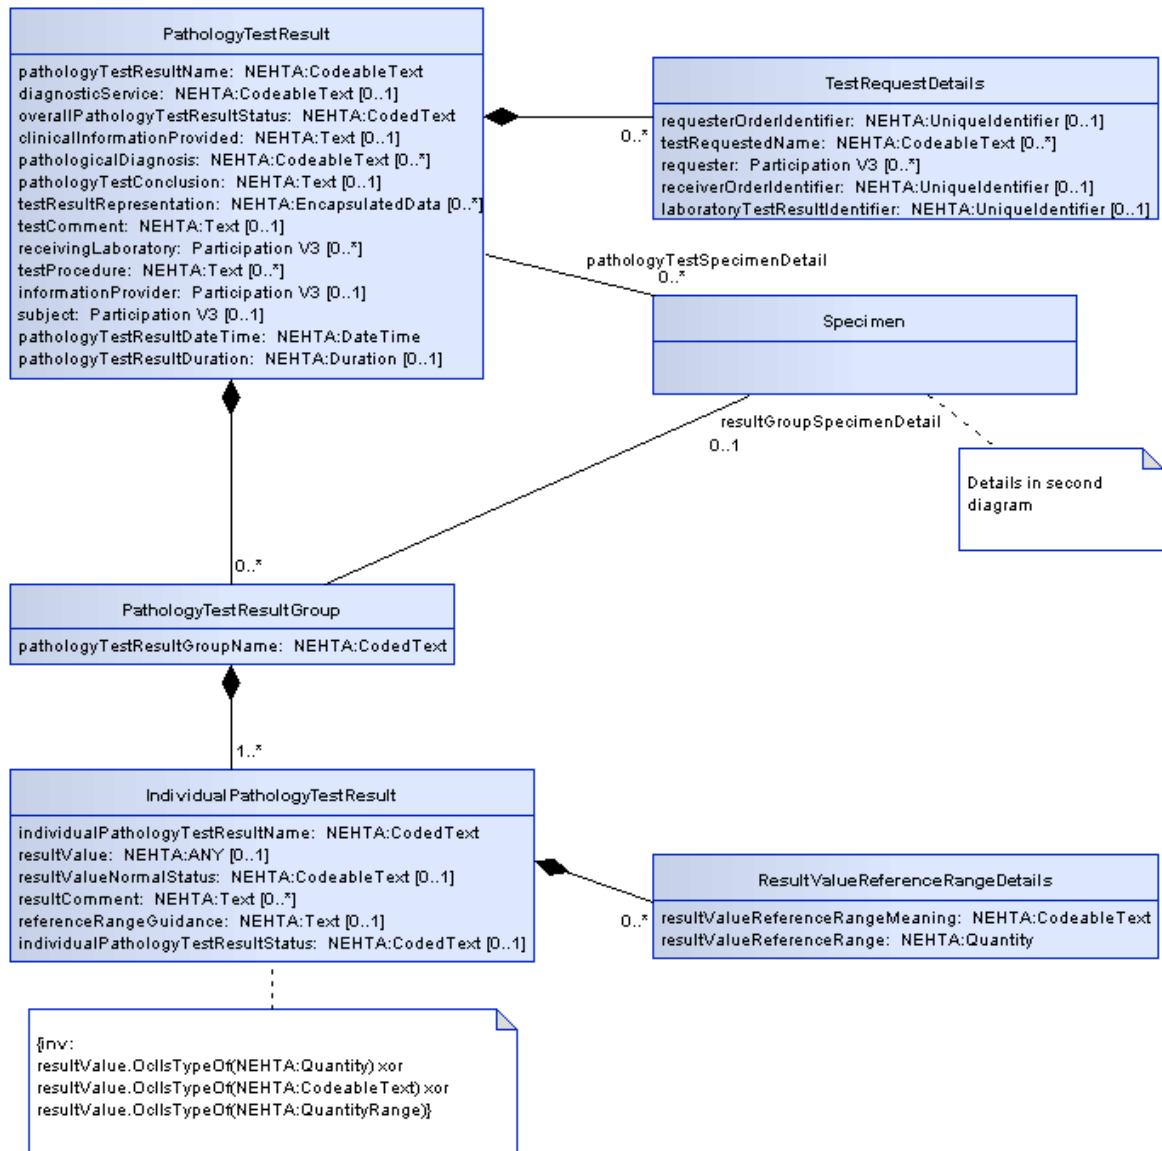 PathologyTestResult
pathologyTestResultName: NEHTA:CodeableText
diagnosticService: NEHTA:CodeableText [0..1]
overallPathologyTestResultStatus: NEHTA:CodedText
clinicalInformationProvided: NEHTA:Text [0..1]
pathologicalDiagnosis: NEHTA:CodeableText [0..*]
pathologyTestConclusion: NEHTA:Text [0..1]
testResultRepresentation: NEHTA:EncapsulatedData [0..*]
testComment: NEHTA:Text [0..1]
receivingLaboratory: Participation V3 [0..*]
testProcedure: NEHTA:Text [0..*]
informationProvider: Participation V3 [0..1]
subject: Participation V3 [0..1]
pathologyTestResultDateTime: NEHTA:DateTime
pathologyTestResultDuration: NEHTA:Duration [0..1]
TestRequestDetails
requesterOrderIdentifier: NEHTA:UniqueIdentifier [0..1]
testRequestedName: NEHTA:CodeableText [0..*]
requester: Participation V3 [0..*]
receiverOrderIdentifier: NEHTA:UniqueIdentifier [0..1]
laboratoryTestResultIdentifier: NEHTA:UniqueIdentifier [0..1]
0..*
pathologyTestSpecimenDetail
0..*
Specimen
resultGroupSpecimenDetail
0..1
Details in second
diagram
0..*
PathologyTestResultGroup
pathologyTestResultGroupName: NEHTA:CodedText
1..*
IndividualPathologyTestResult
individualPathologyTestResultName: NEHTA:CodedText
resultValue: NEHTA:ANY [0..1]
resultValueNormalStatus: NEHTA:CodeableText [0..1]
resultComment: NEHTA:Text [0..*]
referenceRangeGuidance: NEHTA:Text [0..1]
individualPathologyTestResultStatus: NEHTA:CodedText [0..1]
0..*
ResultValueReferenceRangeDetails
resultValueReferenceRangeMeaning: NEHTA:CodeableText
resultValueReferenceRange: NEHTA:Quantity
{inv:
resultValue.OclIsTypeOf(NEHTA:Quantity) xor
resultValue.OclIsTypeOf(NEHTA:CodeableText) xor
resultValue.OclIsTypeOf(NEHTA:QuantityRange)}